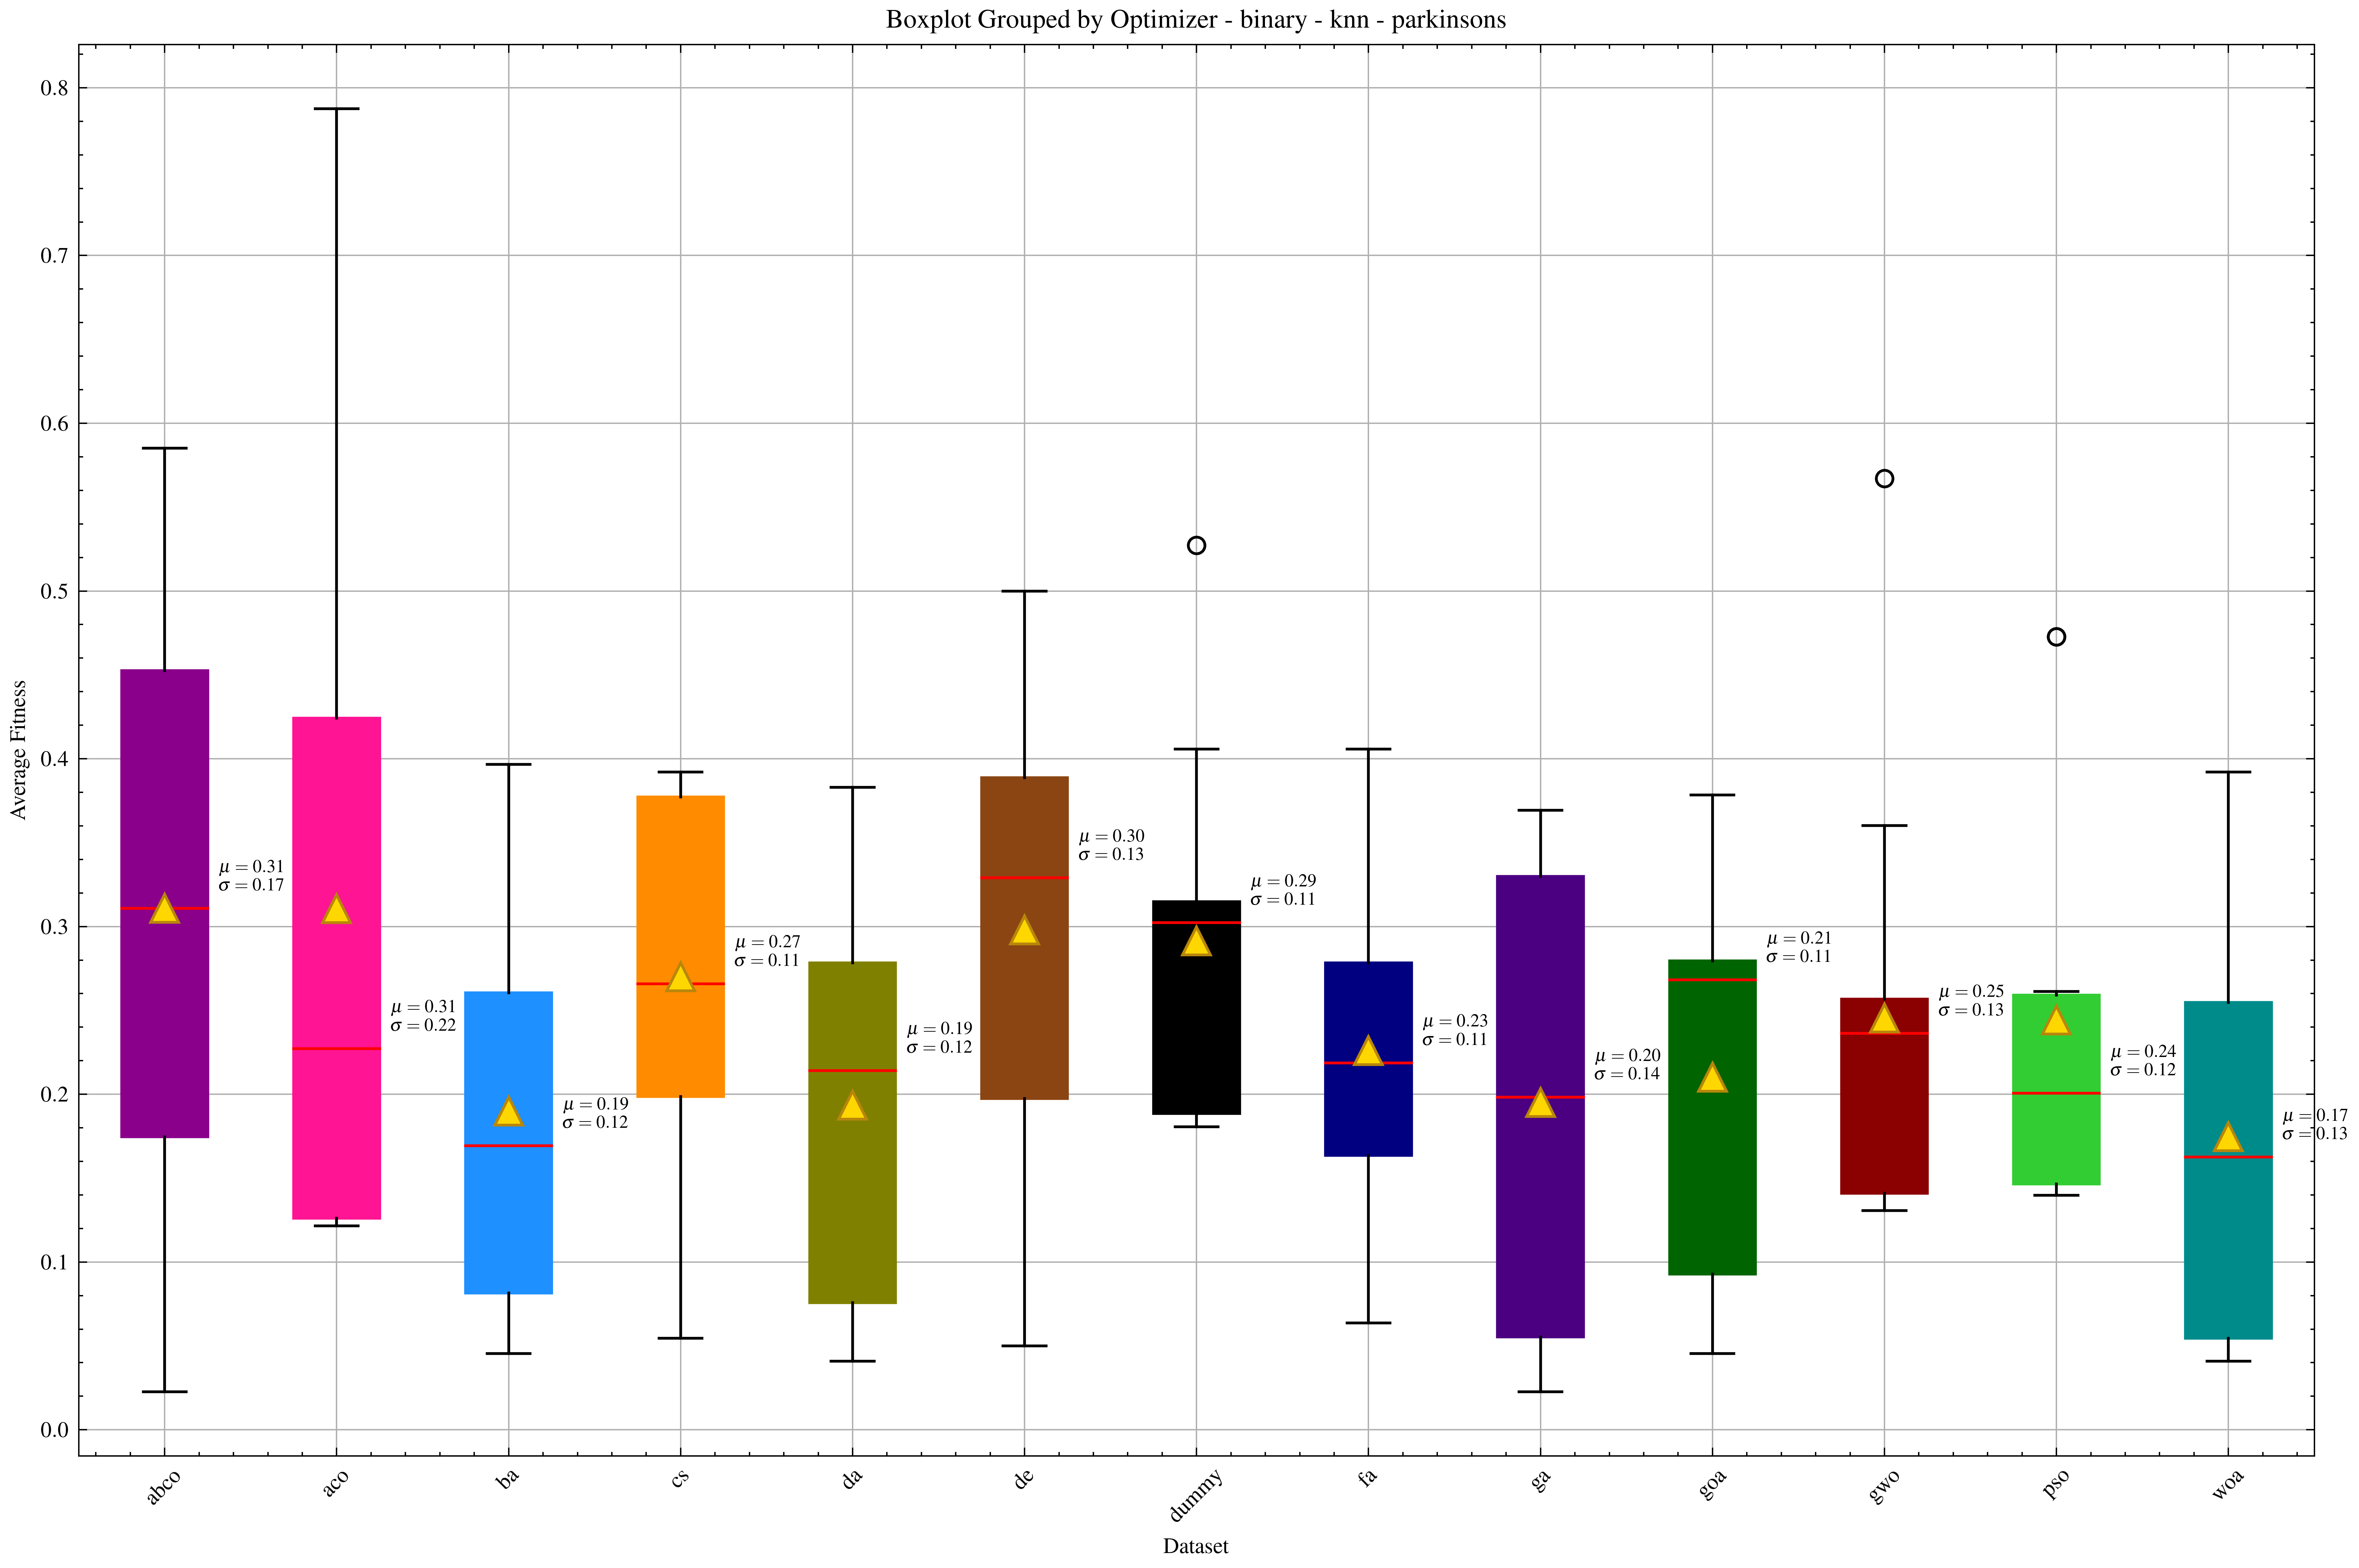 Boxplot Grouped by Optimizer - binary - knn - parkinsons
Average Fitness
0.8
0.7
0.6
0.5
0.4
0.3
0.2
0.1
0.0
μ = 0.31
σ = 0.17
μ = 0.31
σ = 0.22
μ = 0.19
σ = 0.12
μ = 0.27
σ = 0.11
μ = 0.19
σ = 0.12
μ = 0.30
σ = 0.13
μ = 0.29
σ = 0.11
μ = 0.23
σ = 0.11
μ = 0.20
σ = 0.14
μ = 0.21
σ = 0.11
μ = 0.25
σ = 0.13
μ = 0.24
σ = 0.12
μ = 0.17
σ = 0.13
abco
aco
ba
cs
da
de
dummy
fa
ga
goa
gwo
pso
woa
Dataset